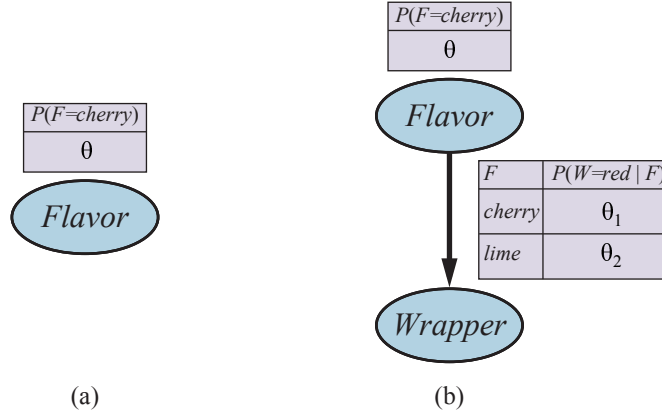 P(F=cherry)
θ
Flavor
(a)
P(F=cherry)
θ
Flavor
F P(W=red | F)
cherry θ1
lime θ2
Wrapper
(b)